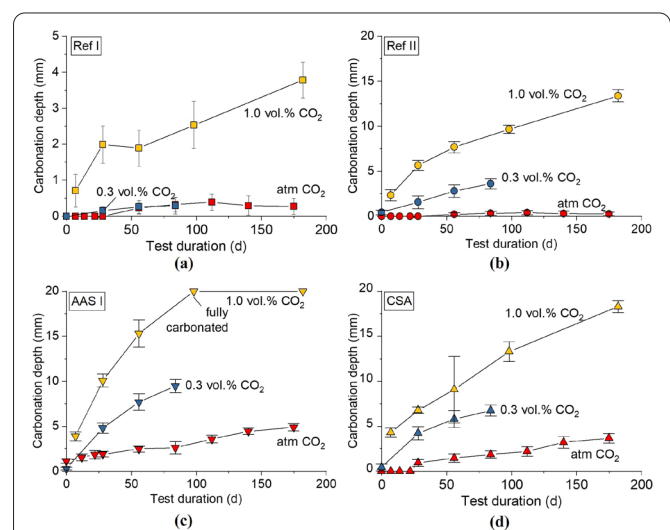 Ref I
6
5
4
3
2
1
0
Carbonation depth (mm)
1.0 vol.% CO₂
0.3 vol.% CO₂
atm CO₂
0 50 100 150 200
Test duration (d)
(a)
Ref II
20
15
10
5
0
Carbonation depth (mm)
1.0 vol.% CO₂
0.3 vol.% CO₂
atm CO₂
0 50 100 150 200
Test duration (d)
(b)
AAS I
20
15
10
5
0
Carbonation depth (mm)
fully
carbonated
1.0 vol.% CO₂
0.3 vol.% CO₂
atm CO₂
0 50 100 150 200
Test duration (d)
(c)
CSA
20
15
10
5
0
Carbonation depth (mm)
1.0 vol.% CO₂
0.3 vol.% CO₂
atm CO₂
0 50 100 150 200
Test duration (d)
(d)